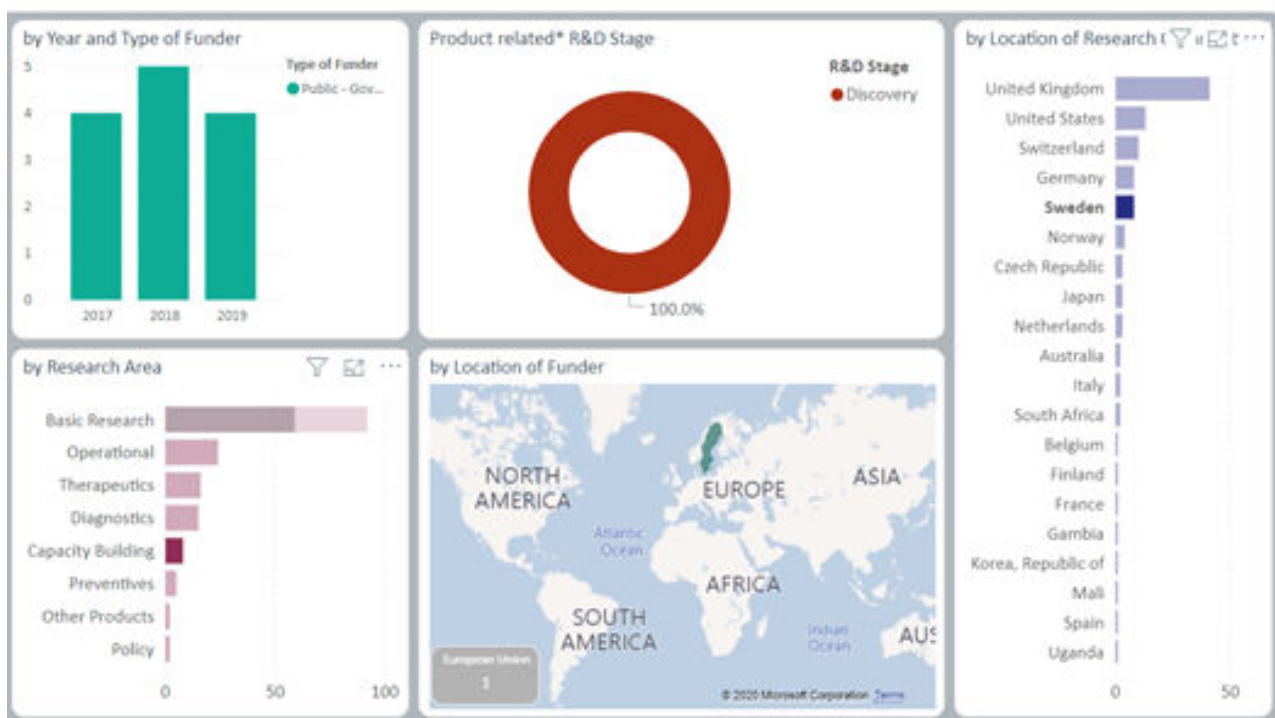 by Year and Type of Funder
5
4
3
2
1
0
2017 2018 2019
Type of Funder
Public - Gov...
Product related* R&D Stage
R&D Stage
Discovery
100.0%
by Location of Research
United Kingdom
United States
Switzerland
Germany
Sweden
Norway
Czech Republic
Japan
Netherlands
Australia
Italy
South Africa
Belgium
Finland
France
Gambia
Korea, Republic of
Mali
Spain
Uganda
0 50
by Research Area
Basic Research
Operational
Therapeutics
Diagnostics
Capacity Building
Preventives
Other Products
Policy
0 50 100
by Location of Funder
NORTH
AMERICA
EUROPE
ASIA
Atlantic
Ocean
AFRICA
SOUTH
AMERICA
Indian
Ocean
AUS
European Union
1
© 2020 Microsoft Corporation Terms